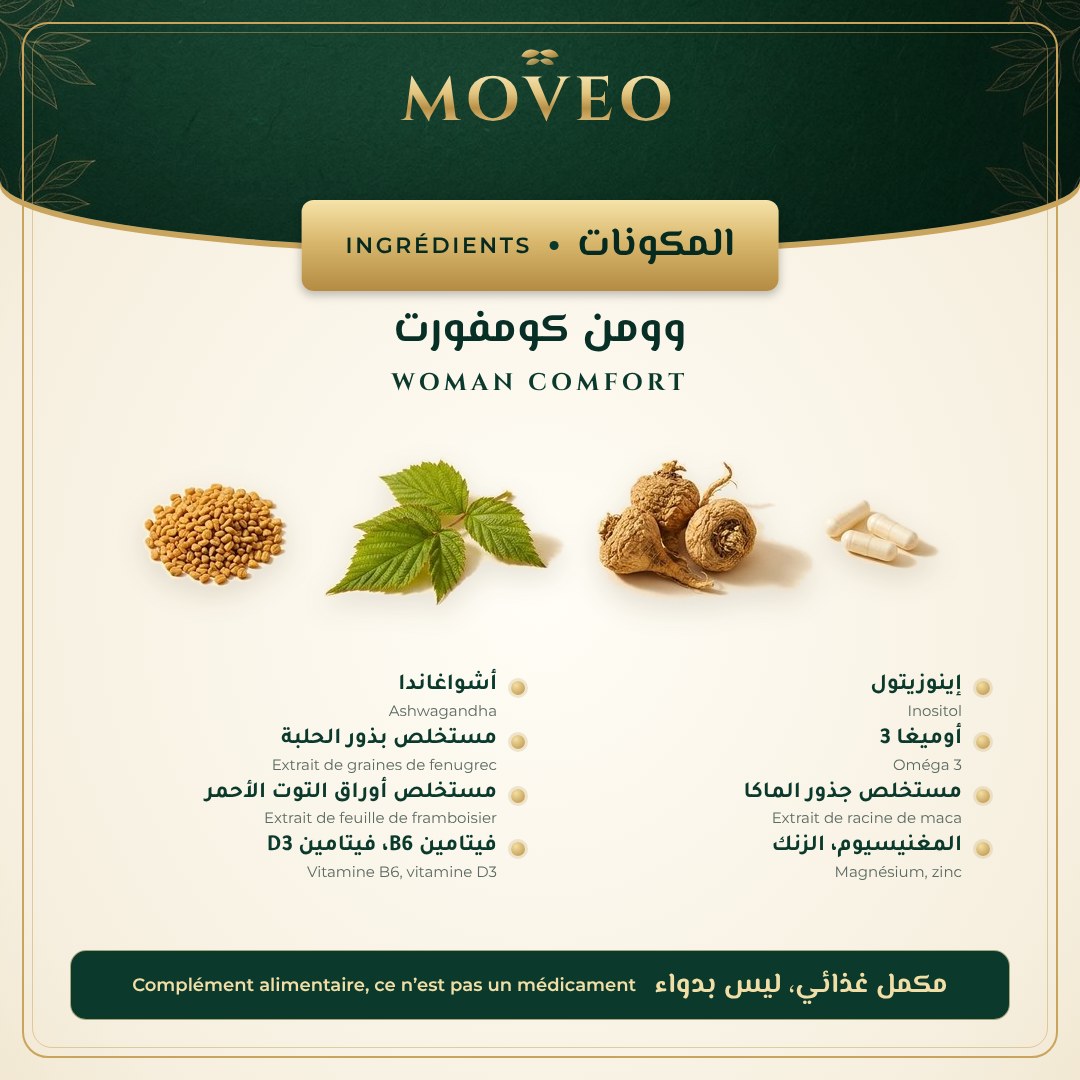 MOVEO
المكونات • INGRÉDIENTS
وومن كومفورت
WOMAN COMFORT
إينوزيتول
Inositol
أوميغا 3
Oméga 3
مستخلص جذور الماكا
Extrait de racine de maca
المغنيسيوم، الزنك
Magnésium, zinc
أشواغاندا
Ashwagandha
مستخلص بذور الحلبة
Extrait de graines de fenugrec
مستخلص أوراق التوت الأحمر
Extrait de feuille de framboisier
فيتامين B6، فيتامين D3
Vitamine B6, vitamine D3
مكمل غذائي، ليس بدواء Complément alimentaire, ce n’est pas un médicament